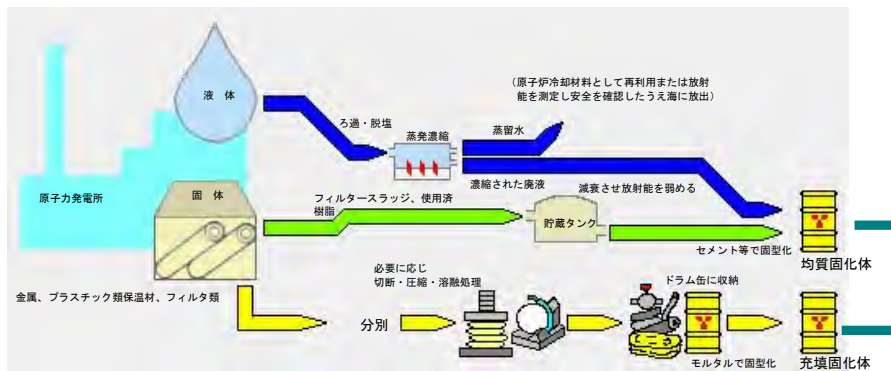 液　体
（原子炉冷却材料として再利用または放射
能を測定し安全を確認したうえ海に放出）
ろ過・脱塩
蒸発濃縮
蒸留水
濃縮された廃液
減衰させ放射能を弱める
原子力発電所
固　体
フィルタースラッジ、使用済
樹脂
貯蔵タンク
セメント等で固型化
均質固化体
金属、プラスチック類保温材、フィルタ類
必要に応じ
切断・圧縮・溶融処理
分別
ドラム缶に収納
モルタルで固型化
充填固化体